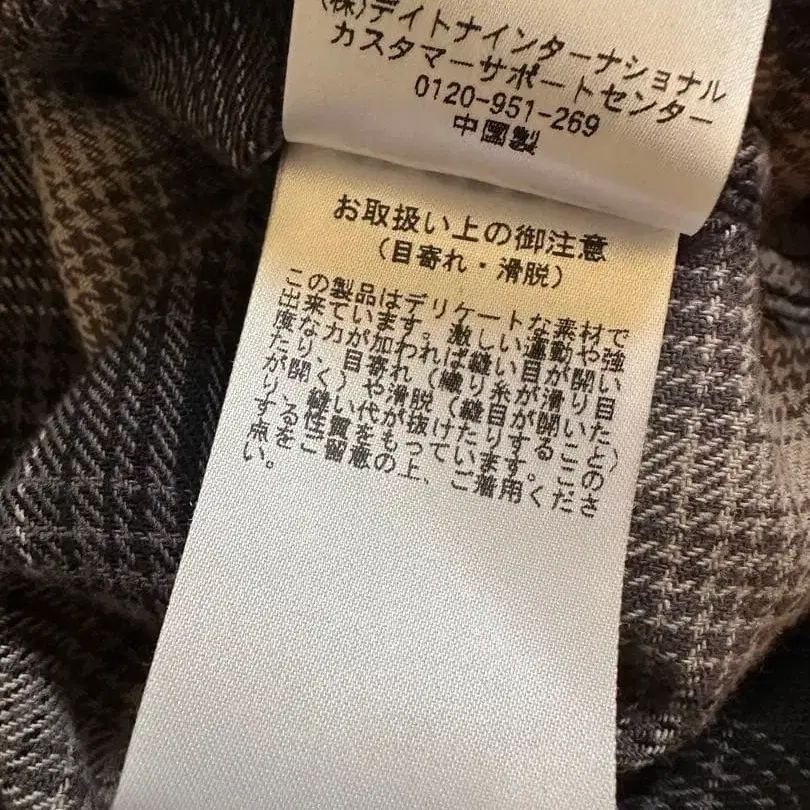 (株)デイトナインターナショナル
カスタマーサポートセンター
0120-951-269
中國製
お取扱い上の御注意
(目寄れ・滑脱)
この製品はデリケートな素材で
出来ています。激しい運動や強い
度な力が加われば縫い目が開い
たり、目寄れ(織り糸が滑り目
が開く)や滑脱(縫目が開いた
り、縫い代が抜けたりする
する性質をもっています。この
点をご留意の上、ご着用くださ
い。